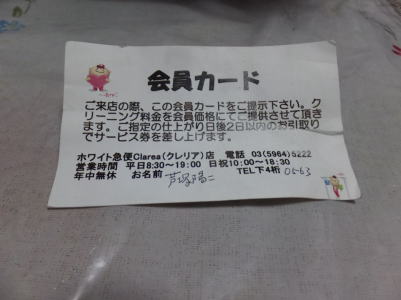 会員カード
ご来店の際、この会員カードをご提示下さい。ク
リーニング料金を会員価格にてご提供させて頂き
ます。ご指定の仕上がり日後2日以内のお引取り
でサービス券を差し上げます。
ホワイト急便Clarea(クレリア)店 電話 03(5964)5222
営業時間 平日8:30~19:00 日祝10:00~18:30
年中無休 お名前 芦塚陽二 TEL下4桁 0563